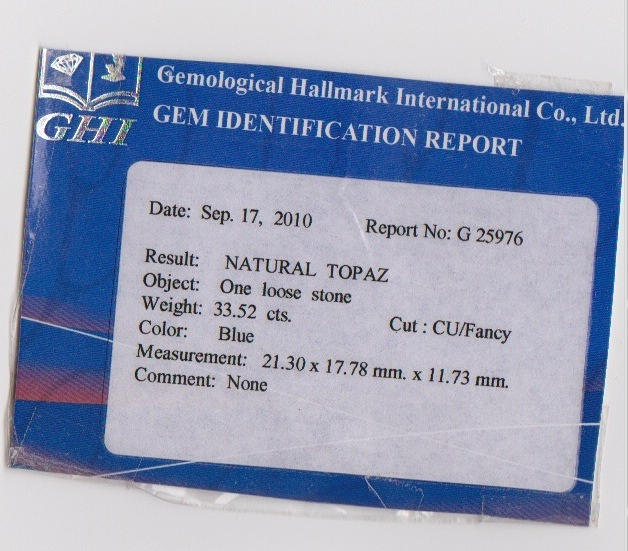 Gemological Hallmark International Co., Ltd.
GHI
GEM IDENTIFICATION REPORT
Date: Sep. 17, 2010 Report No: G 25976
Result: NATURAL TOPAZ
Object: One loose stone
Weight: 33.52 cts. Cut : CU/Fancy
Color: Blue
Measurement: 21.30 x 17.78 mm. x 11.73 mm.
Comment: None